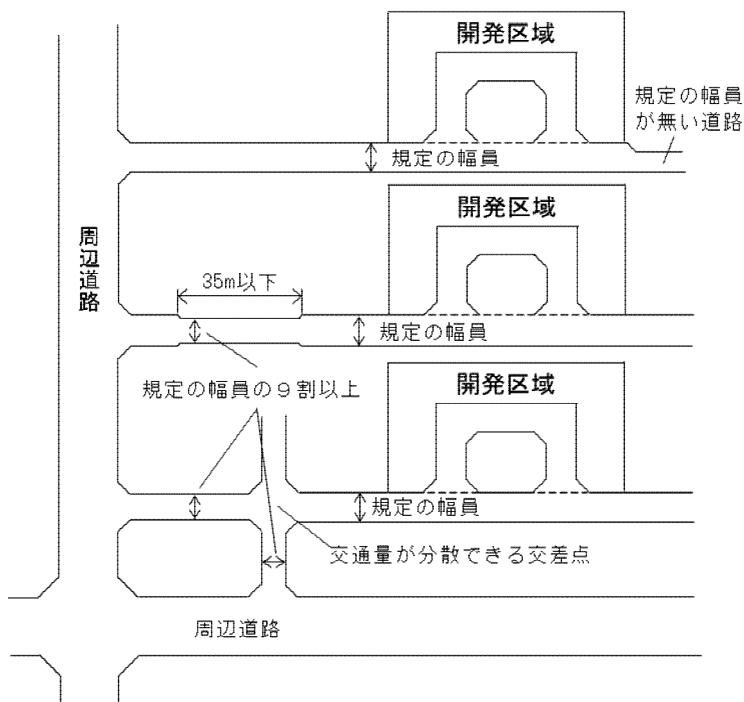 開発区域
規定の幅員
が無い道路
規定の幅員
開発区域
周辺道路
35m以下
規定の幅員
規定の幅員の9割以上
開発区域
規定の幅員
交通量が分散できる交差点
周辺道路